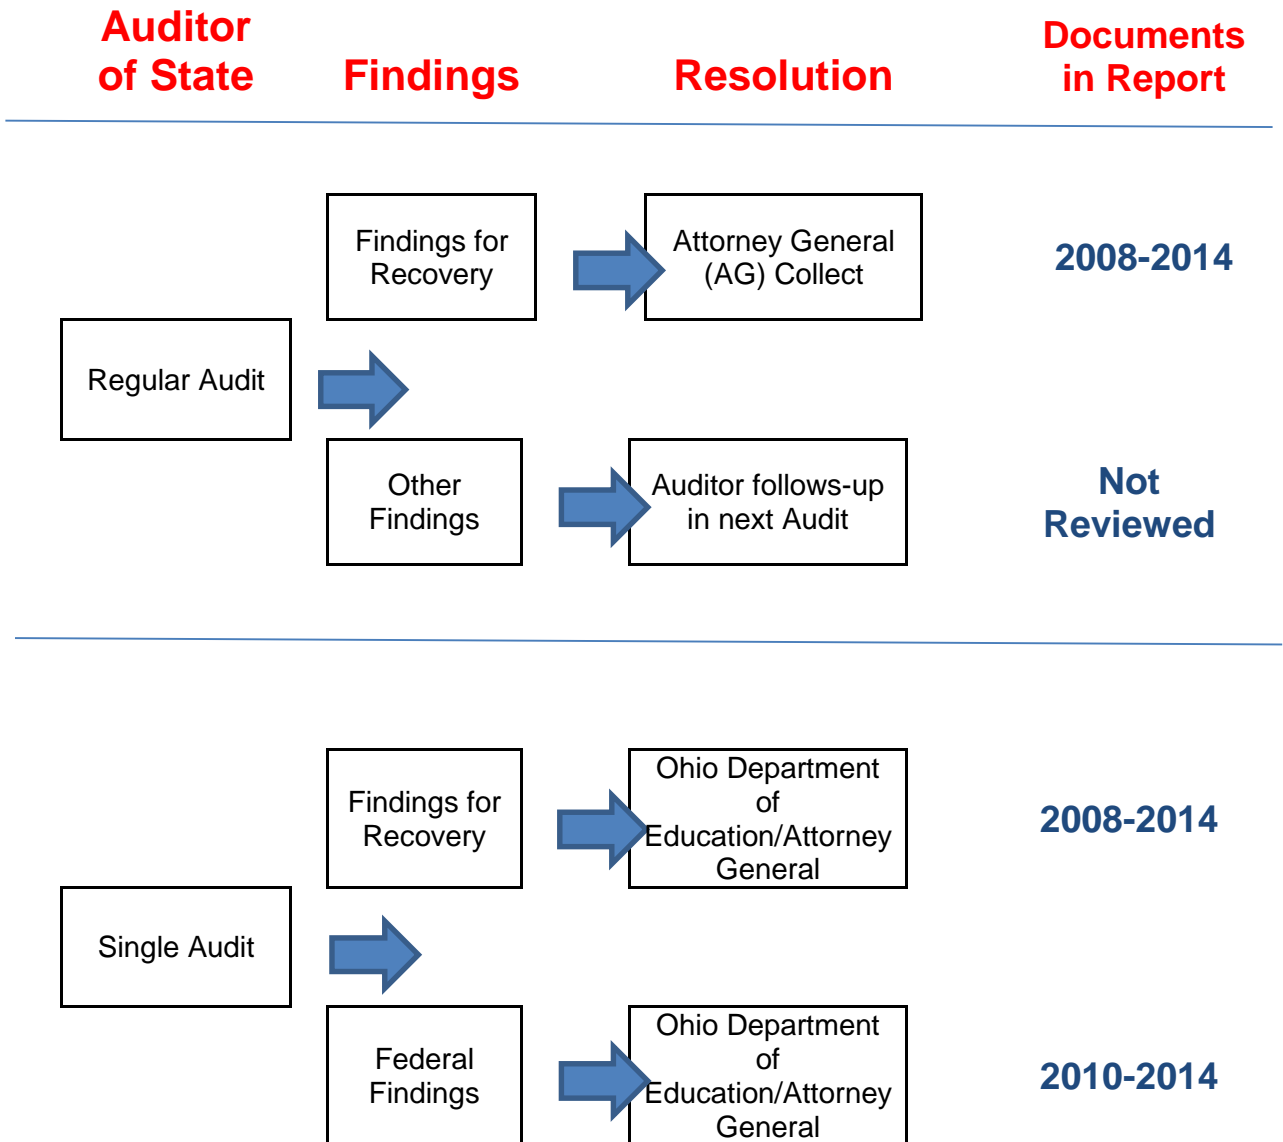 Auditor
of State
Findings
Resolution
Documents
in Report
Findings for
Recovery
Attorney General
(AG) Collect
2008-2014
Regular Audit
Other
Findings
Auditor follows-up
in next Audit
Not
Reviewed
Findings for
Recovery
Ohio Department
of
Education/Attorney
General
2008-2014
Single Audit
Federal
Findings
Ohio Department
of
Education/Attorney
General
2010-2014